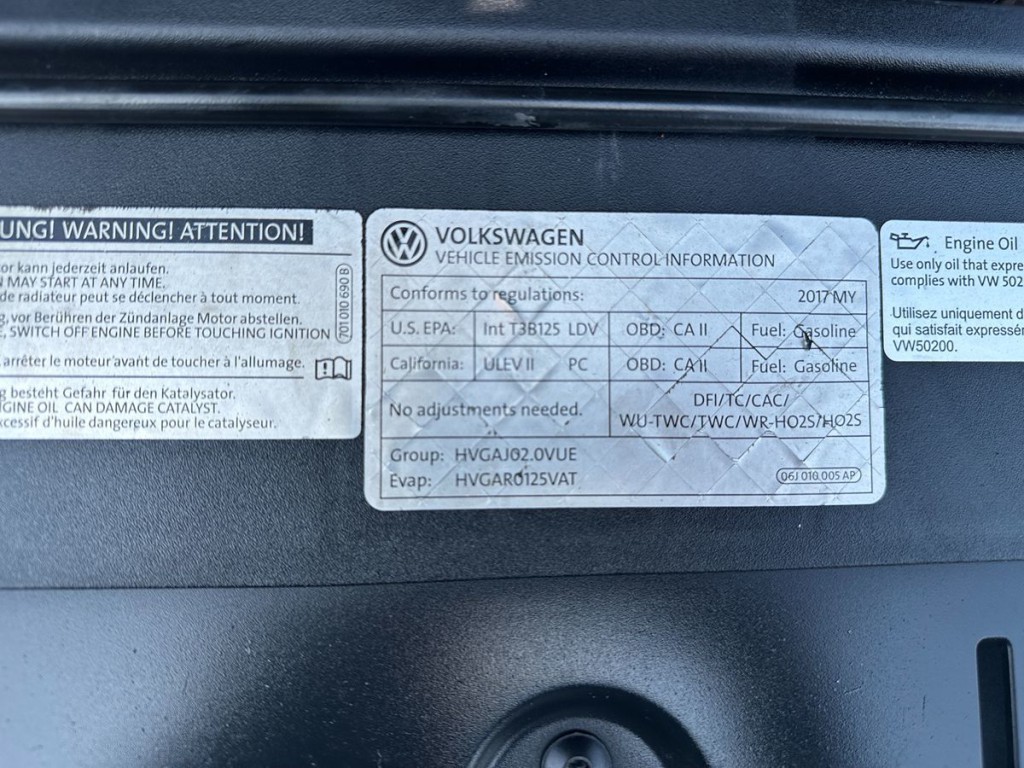 UNG! WARNING! ATTENTION!
or kann jederzeit anlaufen.
MAY START AT ANY TIME.
de radiateur peut se déclencher à tout moment.
g, vor Berühren der Zündanlage Motor abstellen.
E, SWITCH OFF ENGINE BEFORE TOUCHING IGNITION
arrêter le moteur avant de toucher à l'allumage.
g besteht Gefahr für den Katalysator.
GINE OIL CAN DAMAGE CATALYST.
xcessif d'huile dangereux pour le catalyseur.
701 010 690 B
VOLKSWAGEN
VEHICLE EMISSION CONTROL INFORMATION
Conforms to regulations: 2017 MY
U.S. EPA: Int T3B125 LDV OBD: CA II Fuel: Gasoline
California: ULEV II PC OBD: CA II Fuel: Gasoline
No adjustments needed.
DFI/TC/CAC/
WU-TWC/TWC/WR-HO2S/HO2S
Group: HVGAJ02.0VUE
Evap: HVGAR0125VAT
06J 010 005 AP
Engine Oil
Use only oil that expre
complies with VW 502
Utilisez uniquement d
qui satisfait expressém
VW50200.